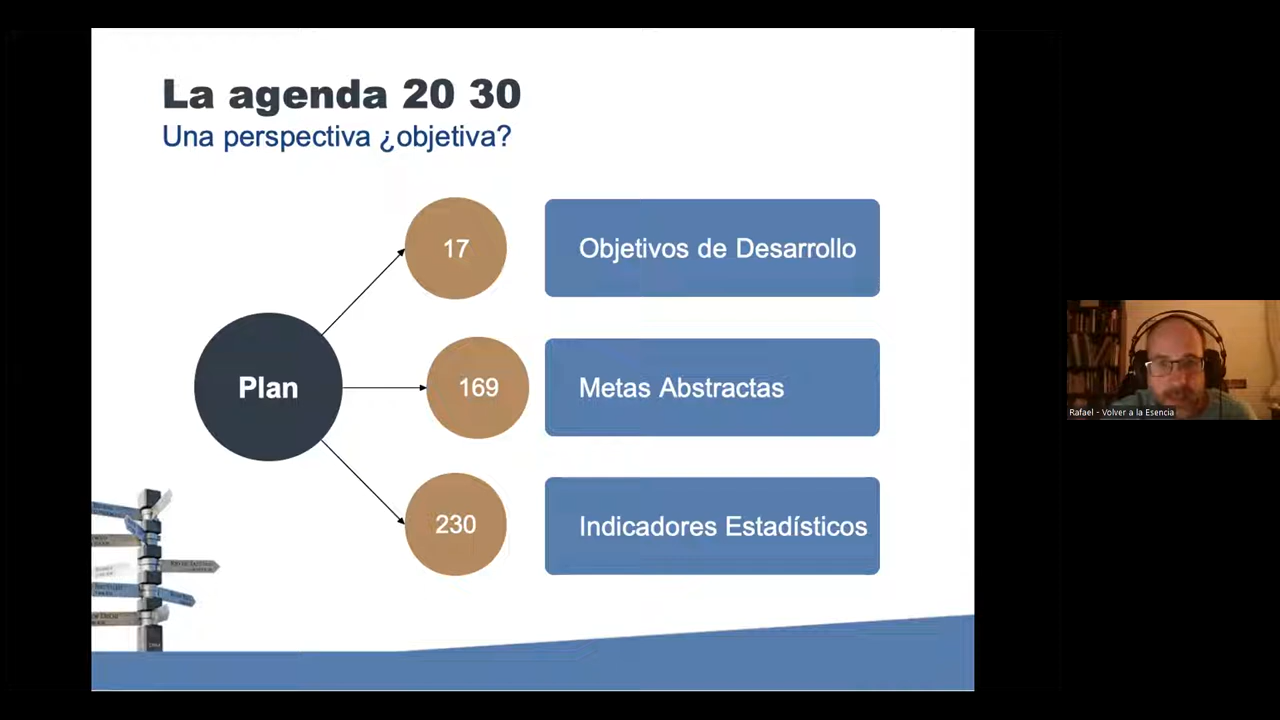 La agenda 20 30
Una perspectiva ¿objetiva?
Plan
17
Objetivos de Desarrollo
169
Metas Abstractas
230
Indicadores Estadísticos
Rafael - Volver a la Esencia